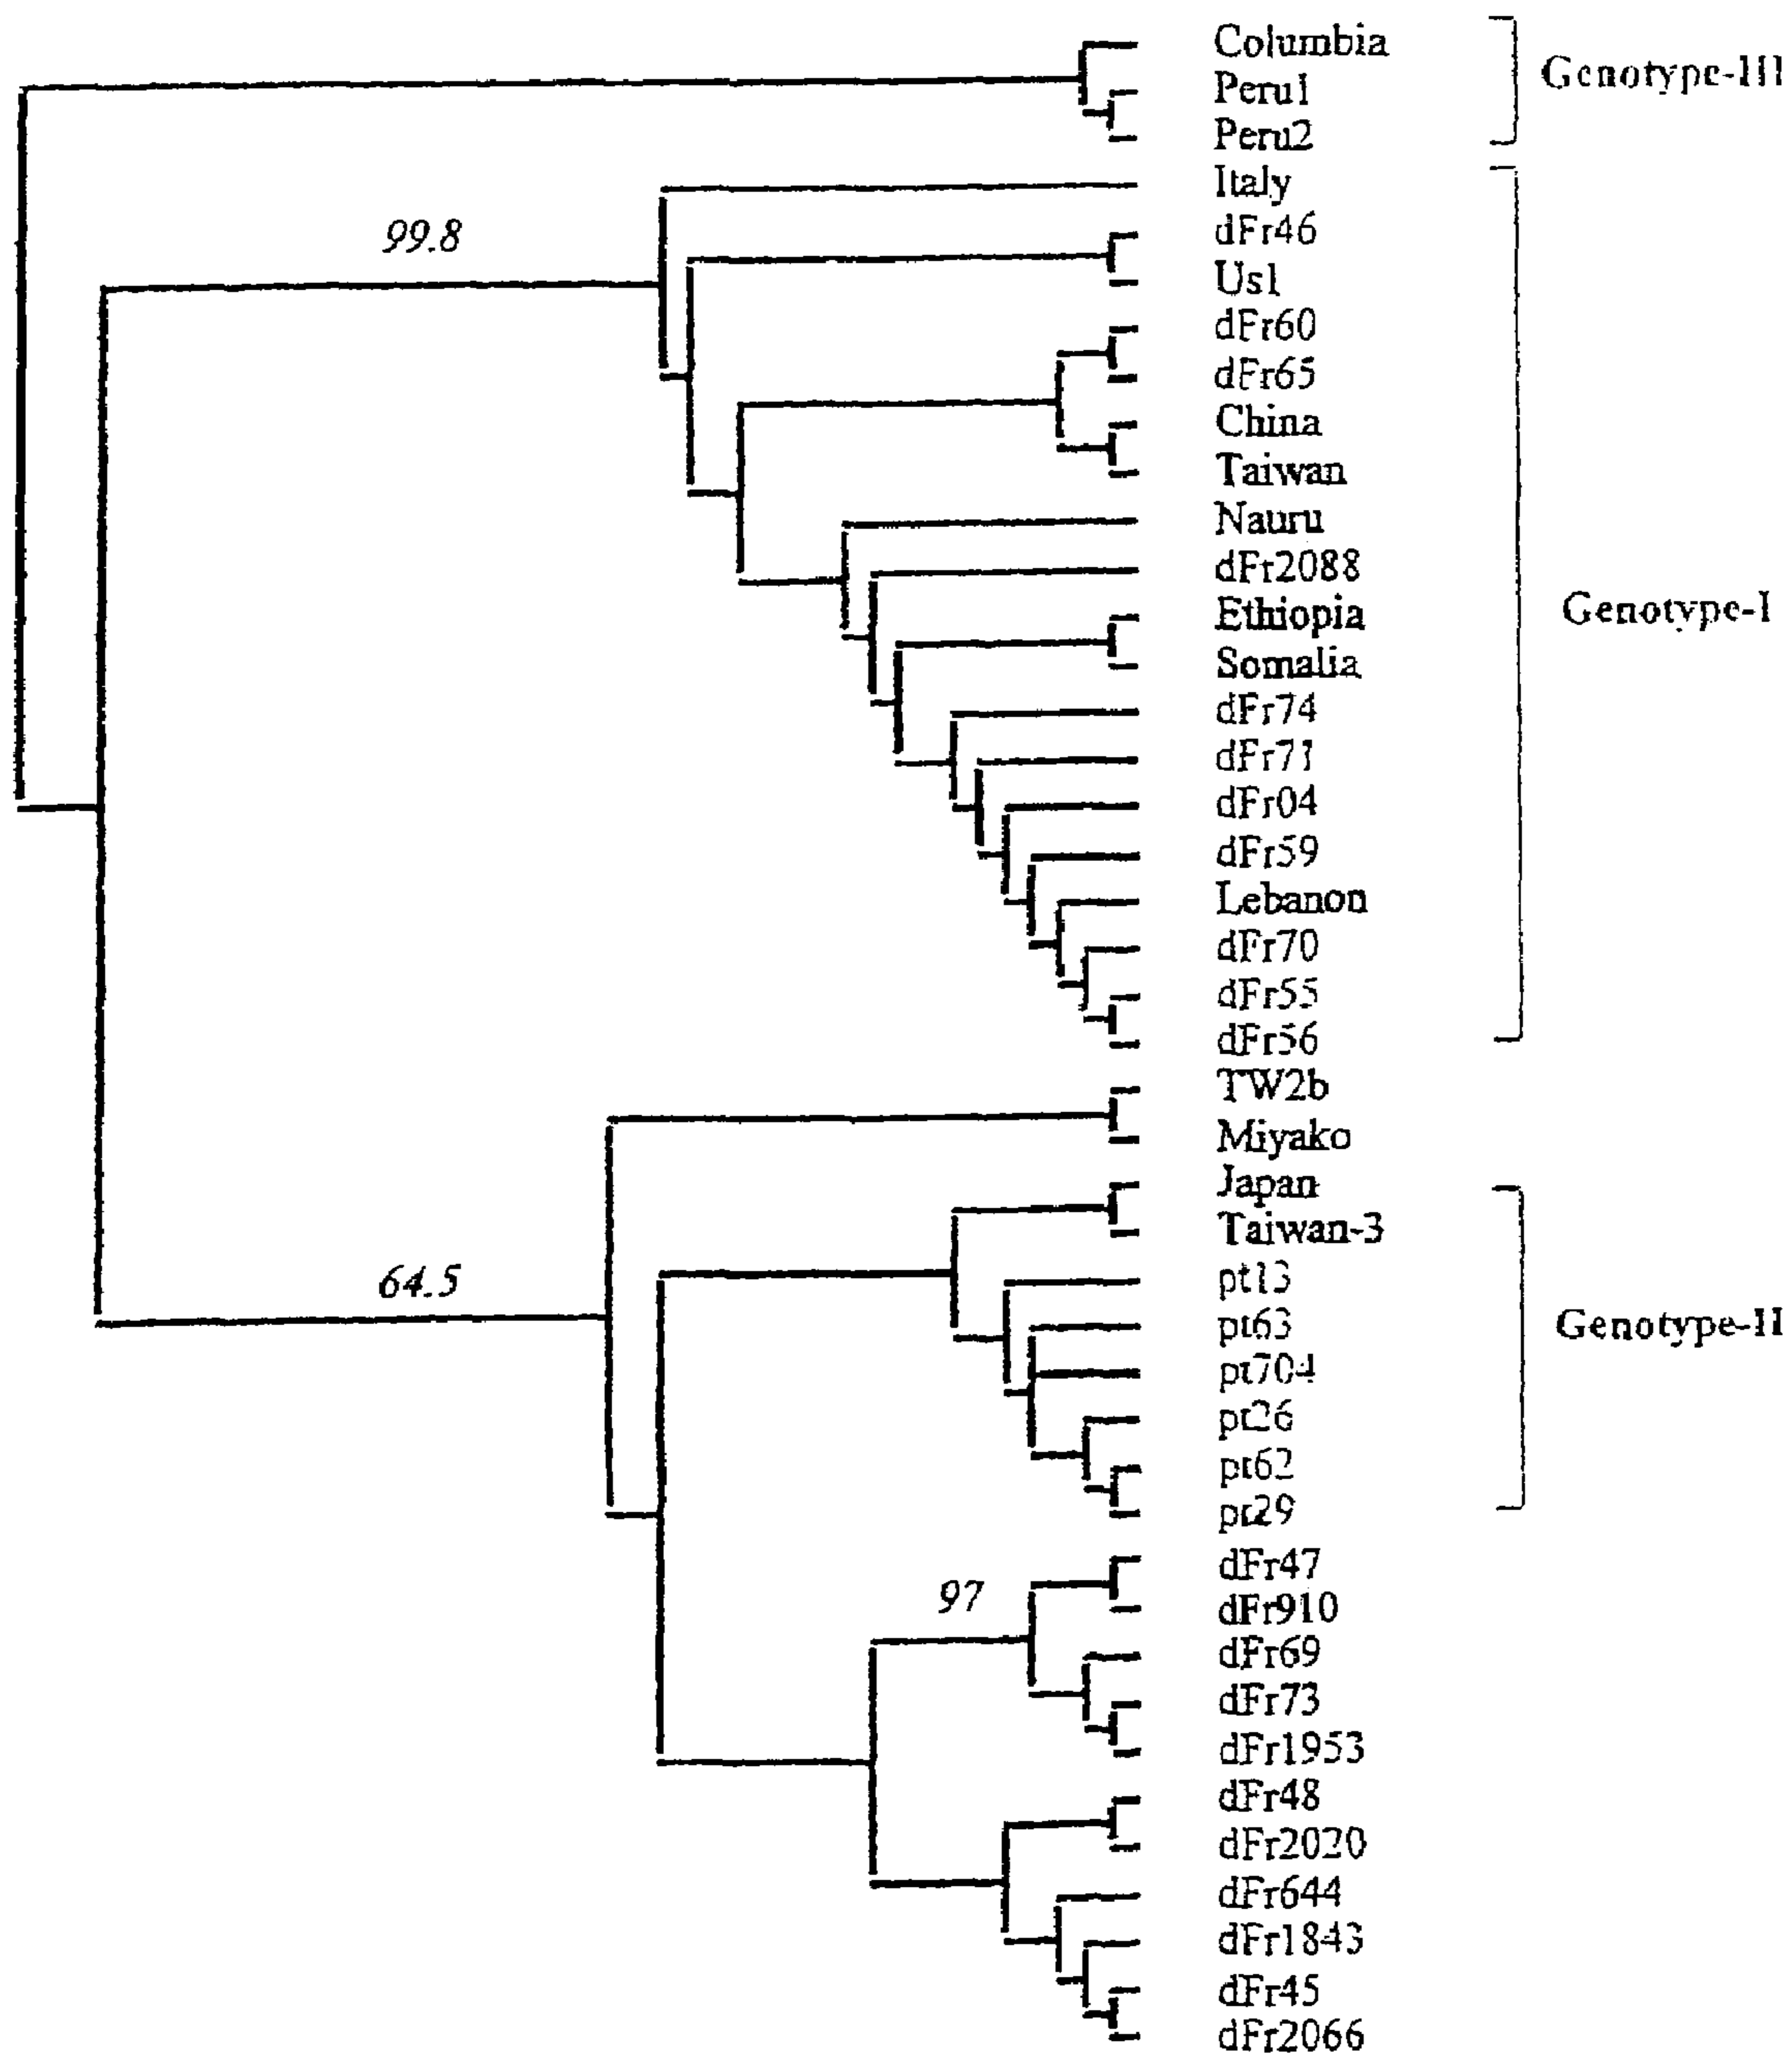 Columbia
Genotype-III
Peru1
Peru2
Italy
99.8
dFr46
Us1
dFr60
dFr65
China
Taiwan
Nauru
dFr2088
Ethiopia
Genotype-I
Somalia
dFr74
dFr71
dFr04
dFr59
Lebanon
dFr70
dFr55
dFr56
TW2b
Miyako
Japan
Taiwan-3
64.5
pt13
pt63
Genotype-II
pt704
pt26
pt62
pt29
dFr47
97
dFr910
dFr69
dFr73
dFr1953
dFr48
dFr2020
dFr644
dFr1843
dFr45
dFr2066